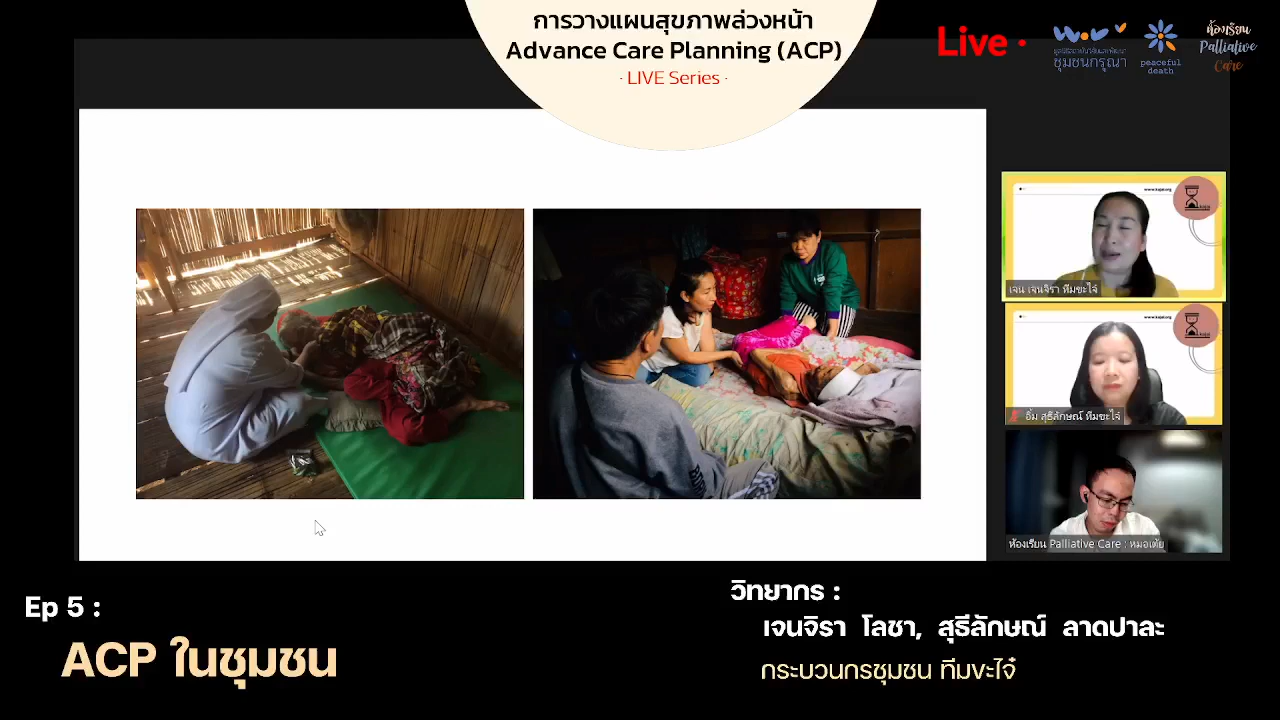 การวางแผนสุขภาพล่วงหน้า
Advance Care Planning (ACP)
· LIVE Series ·
Live
ชุมชนกรุณา
peaceful
death
ห้องเรียน
Palliative
Care
เจน เจนจิรา ทีมขะไจ๋
อิ๋ม สุธีลักษณ์ ทีมขะไจ๋
ห้องเรียน Palliative Care : หมอเต้ย
Ep 5 :
ACP ในชุมชน
วิทยากร :
เจนจิรา โลชา, สุธีลักษณ์ ลาดปาละ
กระบวนกรชุมชน ทีมขะไจ๋